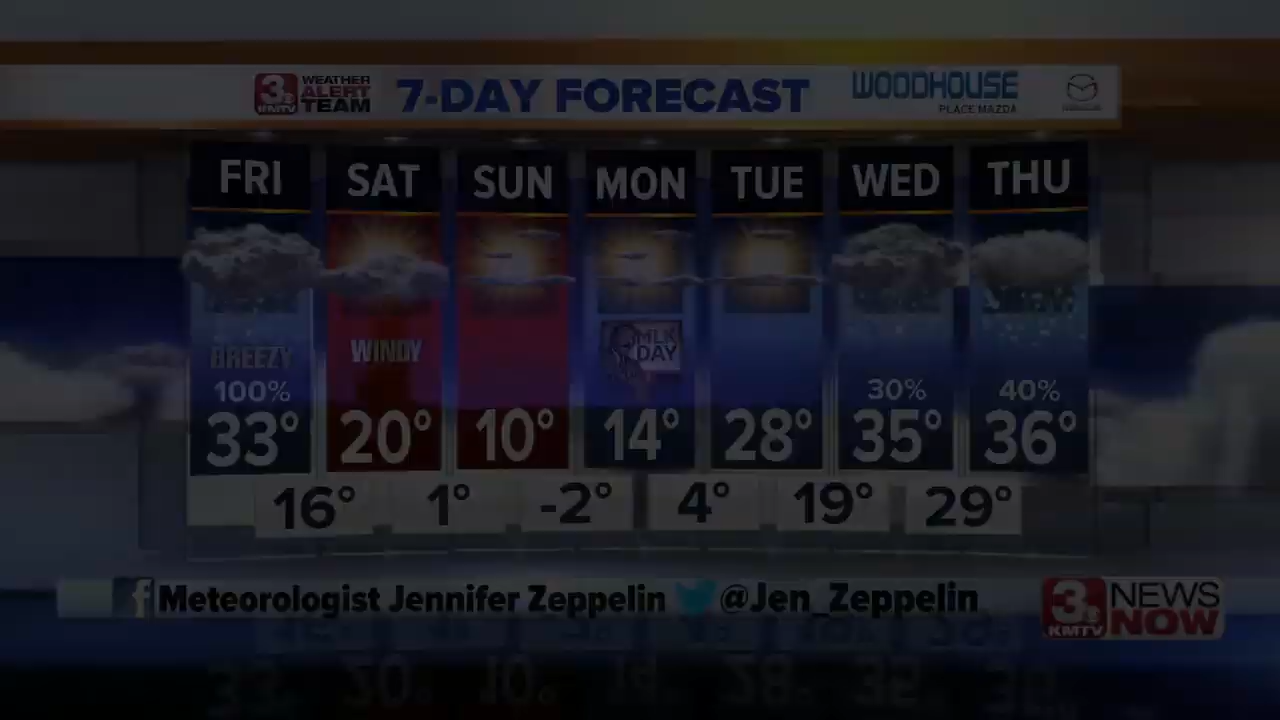 3 KMTV WEATHER ALERT TEAM 7-DAY FORECAST WOODHOUSE PLACE MAZDA
FRI SAT SUN MON TUE WED THU
BREEZY WINDY MLK DAY
100% 30% 40%
33° 20° 10° 14° 28° 35° 36°
16° 1° -2° 4° 19° 29°
f Meteorologist Jennifer Zeppelin @Jen_Zeppelin
3 KMTV NEWS NOW